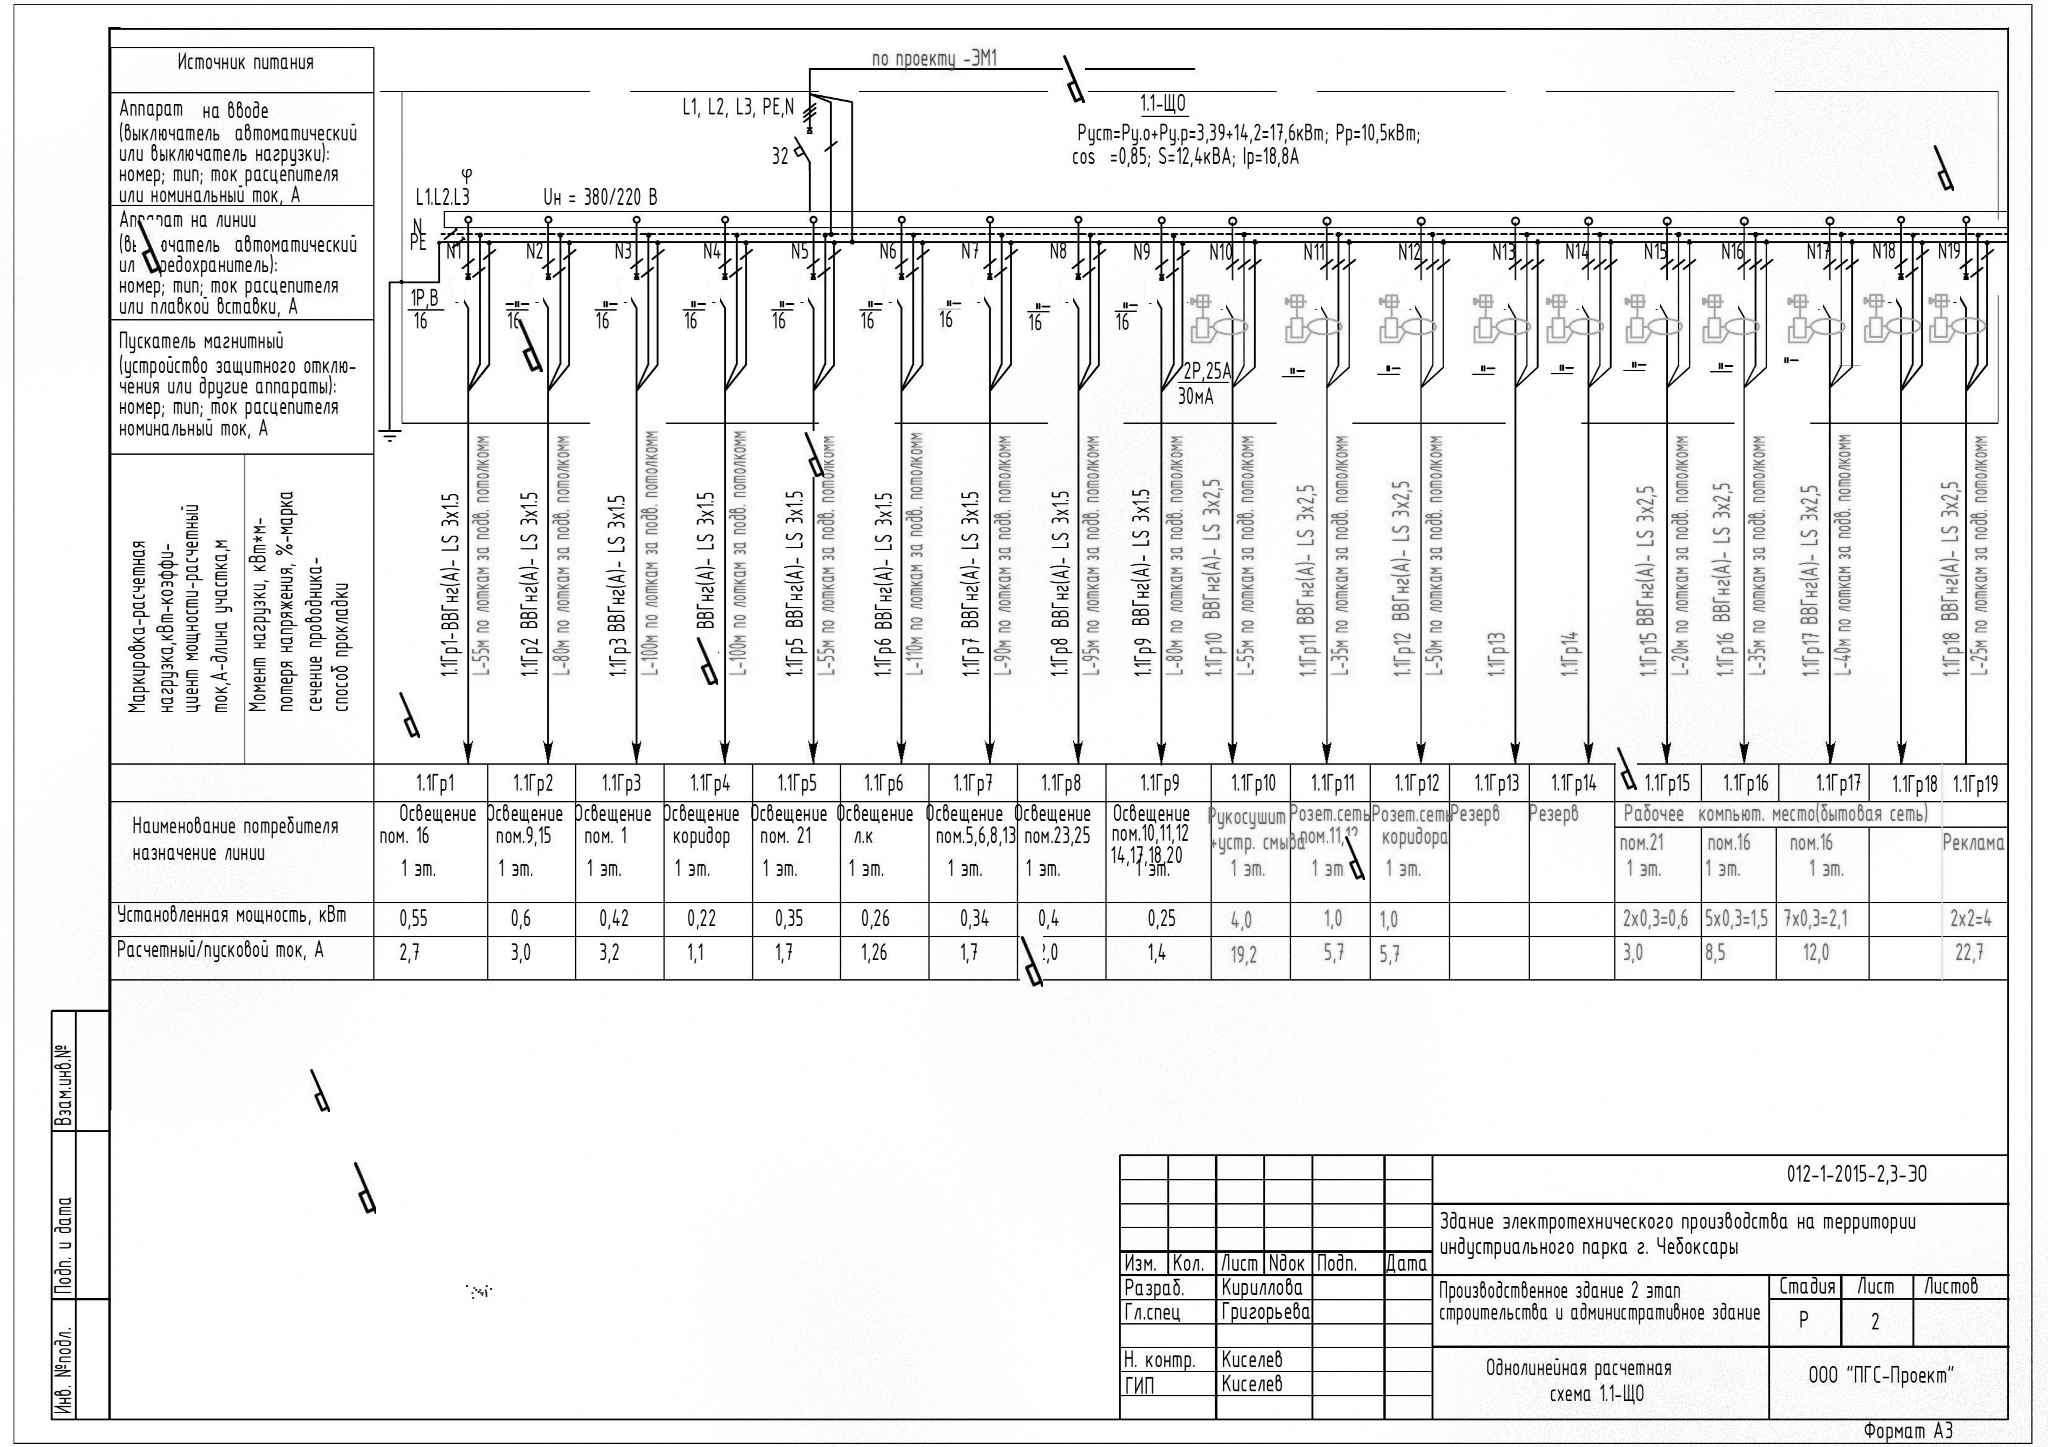 Источник питания
Аппарат на вводе
(выключатель автоматический
или выключатель нагрузки):
номер; тип; ток расцепителя
или номинальный ток, А
на линии
автоматический
номер; тип; ток расцепителя
или плавкой вставки, А
Пускатель магнитный
(устройство защитного отклю-
чения или другие аппараты):
номер; тип; ток расцепителя
номинальный ток, А
Маркировка-расчетная
нагрузка,кВт-коэффи-
циент мощности-расчетный
ток,А-длина участка,м
Момент нагрузки, кВт*м-
потеря напряжения, %-марка
сечение проводника-
способ прокладки
по проекту -ЭМ1
L1, L2, L3, PE,N
32
1.1-ЩО
Руст=Ру.о+Ру.р=3,39+14,2=17,6кВт; Рр=10,5кВт;
cos =0,85; S=12,4кВА; Iр=18,8А
φ
L1.L2.L3
Uн = 380/220 В
N
PE
N1 N2 N3 N4 N5 N6 N7 N8 N9 N10 N11 N12 N13 N14 N15 N16 N17 N18 N19
1Р,В
16 16 16 16 16 16 16 16 16
-"- -"- -"- -"- -"- -"- -"- -"-
2Р,25А
30мА
-"- -"- -"- -"- -"- -"- -"-
1.1Гр1-ВВГнг(А)- LS 3х1.5
L-55м по лоткам за подв. потолкомм
1.1Гр2 ВВГнг(А)- LS 3х1.5
L-80м по лоткам за подв. потолкомм
1.1Гр3 ВВГнг(А)- LS 3х1.5
L-100м по лоткам за подв. потолкомм
ВВГнг(А)- LS 3х1.5
L-100м по лоткам за подв. потолкомм
1.1Гр5 ВВГнг(А)- LS 3х1.5
L-55м по лоткам за подв. потолкомм
1.1Гр6 ВВГнг(А)- LS 3х1.5
L-110м по лоткам за подв. потолкомм
1.1Гр7 ВВГнг(А)- LS 3х1.5
L-90м по лоткам за подв. потолкомм
1.1Гр8 ВВГнг(А)- LS 3х1.5
L-95м по лоткам за подв. потолкомм
1.1Гр9 ВВГнг(А)- LS 3х1.5
L-80м по лоткам за подв. потолкомм
1.1Гр10 ВВГнг(А)- LS 3х2,5
L-55м по лоткам за подв. потолкомм
1.1Гр11 ВВГнг(А)- LS 3х2,5
L-35м по лоткам за подв. потолкомм
1.1Гр12 ВВГнг(А)- LS 3х2,5
L-50м по лоткам за подв. потолкомм
1.1Гр13
1.1Гр14
1.1Гр15 ВВГнг(А)- LS 3х2,5
L-20м по лоткам за подв. потолкомм
1.1Гр16 ВВГнг(А)- LS 3х2,5
L-35м по лоткам за подв. потолкомм
1.1Гр17 ВВГнг(А)- LS 3х2,5
L-40м по лоткам за подв. потолкомм
1.1Гр18 ВВГнг(А)- LS 3х2,5
L-25м по лоткам за подв. потолкомм
1.1Гр1 1.1Гр2 1.1Гр3 1.1Гр4 1.1Гр5 1.1Гр6 1.1Гр7 1.1Гр8 1.1Гр9 1.1Гр10 1.1Гр11 1.1Гр12 1.1Гр13 1.1Гр14 1.1Гр15 1.1Гр16 1.1Гр17 1.1Гр18 1.1Гр19
Наименование потребителя
назначение линии
Освещение
пом. 16
1 эт.
Освещение
пом.9,15
1 эт.
Освещение
пом. 1
1 эт.
Освещение
коридор
1 эт.
Освещение
пом. 21
1 эт.
Освещение
л.к
1 эт.
Освещение
пом.5,6,8,13
1 эт.
Освещение
пом.23,25
1 эт.
Освещение
пом.10,11,12
14,17,18,20
1 эт.
Рукосушит
+устр. смыва
1 эт.
Розет.сеть
1 эт
Розет.сеть
коридора
1 эт.
Резерв
Резерв
Рабочее компьют. место(бытовая сеть)
пом.21
1 эт.
пом.16
1 эт.
пом.16
1 эт.
Реклама
Установленная мощность, кВт 0,55 0,6 0,42 0,22 0,35 0,26 0,34 0,4 0,25 4,0 1,0 1,0 2х0,3=0,6 5х0,3=1,5 7х0,3=2,1 2х2=4
Расчетный/пусковой ток, А 2,7 3,0 3,2 1,1 1,7 1,26 1,7 1,4 19,2 5,7 5,7 3,0 8,5 12,0 22,7
Взам.инв.№
Подп. и дата
Инв. №подл.
012-1-2015-2,3-ЭО
Здание электротехнического производства на территории
индустриального парка г. Чебоксары
Изм. Кол. Лист Nдок Подп. Дата
Разраб. Кириллова
Гл.спец Григорьева
Н. контр. Киселев
ГИП Киселев
Производственное здание 2 этап
строительства и административное здание
Стадия Лист Листов
Р 2
Однолинейная расчетная
схема 1.1-ЩО
ООО "ПГС-Проект"
Формат А3